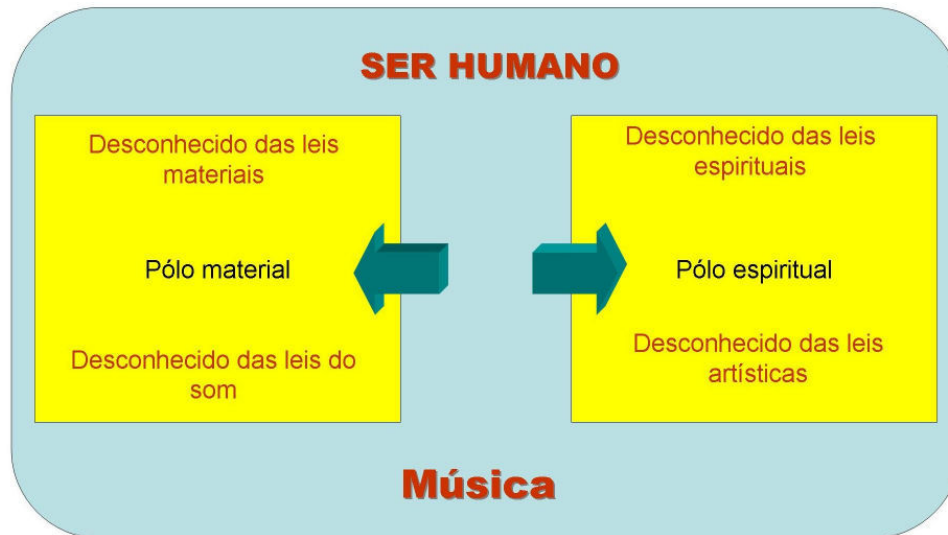 SER HUMANO
Desconhecido das leis
materiais
Pólo material
Desconhecido das leis do
som
Desconhecido das leis
espirituais
Pólo espiritual
Desconhecido das leis
artísticas
Música